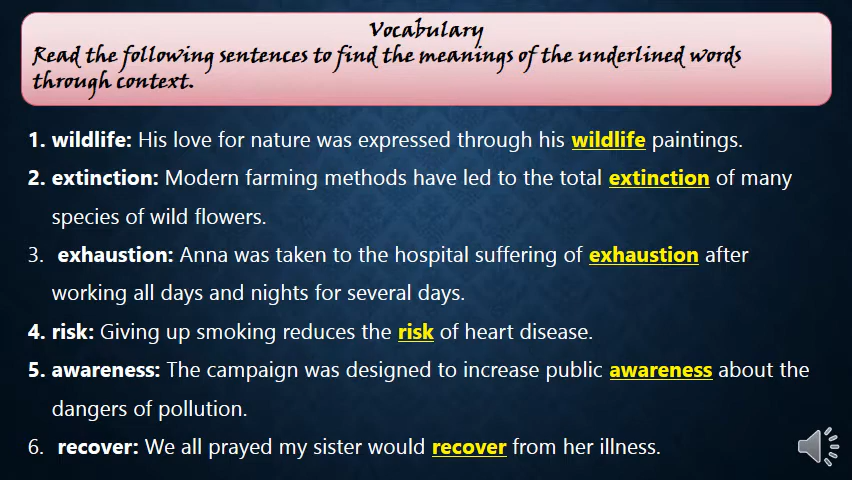 Vocabulary
Read the following sentences to find the meanings of the underlined words
through context.
1. wildlife: His love for nature was expressed through his wildlife paintings.
2. extinction: Modern farming methods have led to the total extinction of many
species of wild flowers.
3. exhaustion: Anna was taken to the hospital suffering of exhaustion after
working all days and nights for several days.
4. risk: Giving up smoking reduces the risk of heart disease.
5. awareness: The campaign was designed to increase public awareness about the
dangers of pollution.
6. recover: We all prayed my sister would recover from her illness.